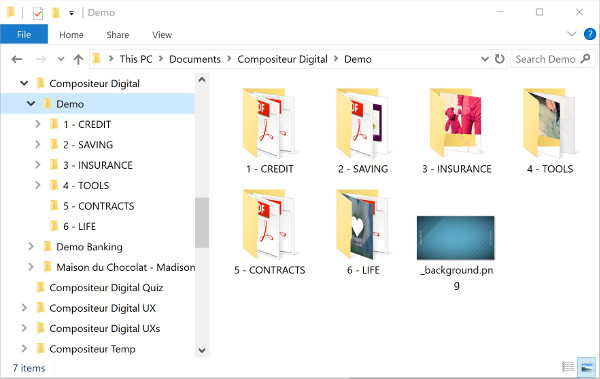 Demo
File
Home
Share
View
This PC > Documents > Compositeur Digital > Demo
Search Demo
Compositeur Digital
Demo
1 - CREDIT
2 - SAVING
3 - INSURANCE
4 - TOOLS
5 - CONTRACTS
6 - LIFE
Demo Banking
Maison du Chocolat - Madison
Compositeur Digital Quiz
Compositeur Digital UX
Compositeur Digital UXs
Compositeur Temp
PDF
1 - CREDIT
2 - SAVING
3 - INSURANCE
4 - TOOLS
PDF
5 - CONTRACTS
6 - LIFE
_background.pn
g
7 items